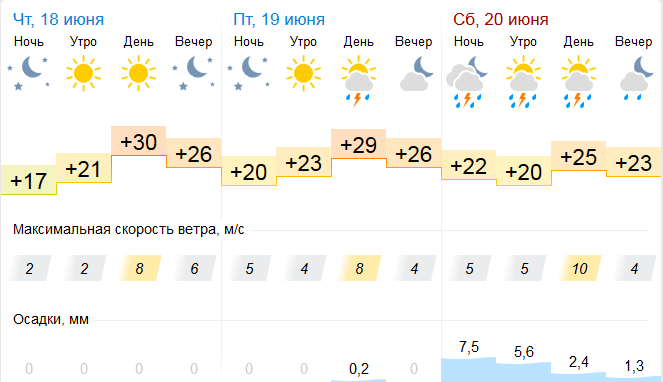 Чт, 18 июня Пт, 19 июня Сб, 20 июня
Ночь Утро День Вечер Ночь Утро День Вечер Ночь Утро День Вечер
+17 +21 +30 +26 +20 +23 +29 +26 +22 +20 +25 +23
Максимальная скорость ветра, м/с
2 2 8 6 5 4 8 4 5 5 10 4
Осадки, мм
0 0 0 0 0 0 0,2 0 7,5 5,6 2,4 1,3